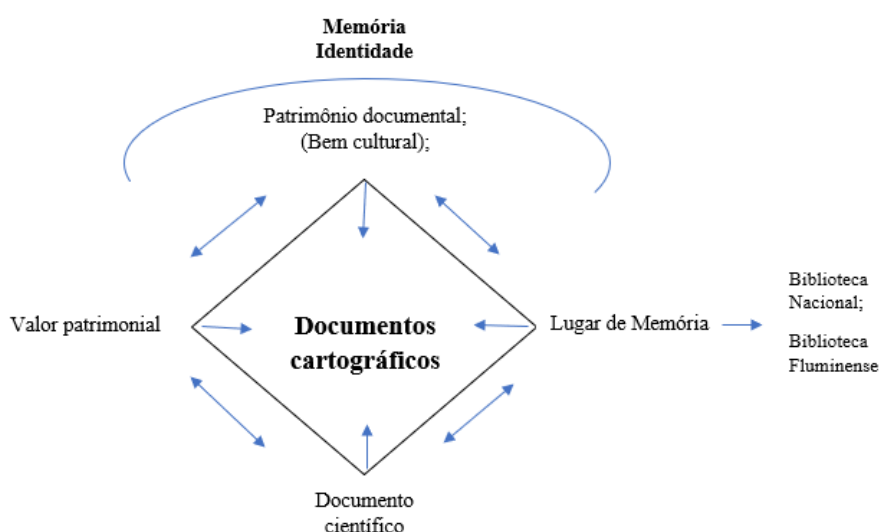 Memória
Identidade
Patrimônio documental;
(Bem cultural);
Valor patrimonial
Documentos
cartográficos
Lugar de Memória
Biblioteca
Nacional;
Biblioteca
Fluminense
Documento
científico